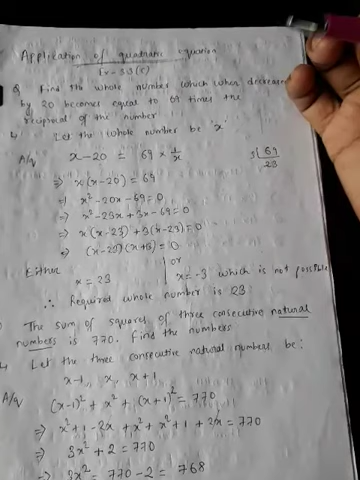 Application of quadratic Equation
Ex - 33 (C)
Q Find the whole number which when decreased
by 20 becomes equal to 69 times the
reciprocal of the number
↳ Let the whole number be 'x'
A/q x - 20 = 69 × 1/x 3|69
23
⇒ x(x-20) = 69
⇒ x² - 20x - 69 = 0
⇒ x² - 23x + 3x - 69 = 0
⇒ x(x-23) + 3(x-23) = 0
⇒ (x-23)(x+3) = 0
Either | or
x = 23 | x = -3 which is not possible
∴ Required whole number is 23
The sum of squares of three consecutive natural
numbers is 770. Find the numbers
↳ Let the three consecutive natural numbers be:
x-1, x, x+1
A/q (x-1)² + x² + (x+1)² = 770
⇒ x² + 1 - 2x + x² + x² + 1 + 2x = 770
⇒ 3x² + 2 = 770
⇒ 3x² = 770 - 2 = 768